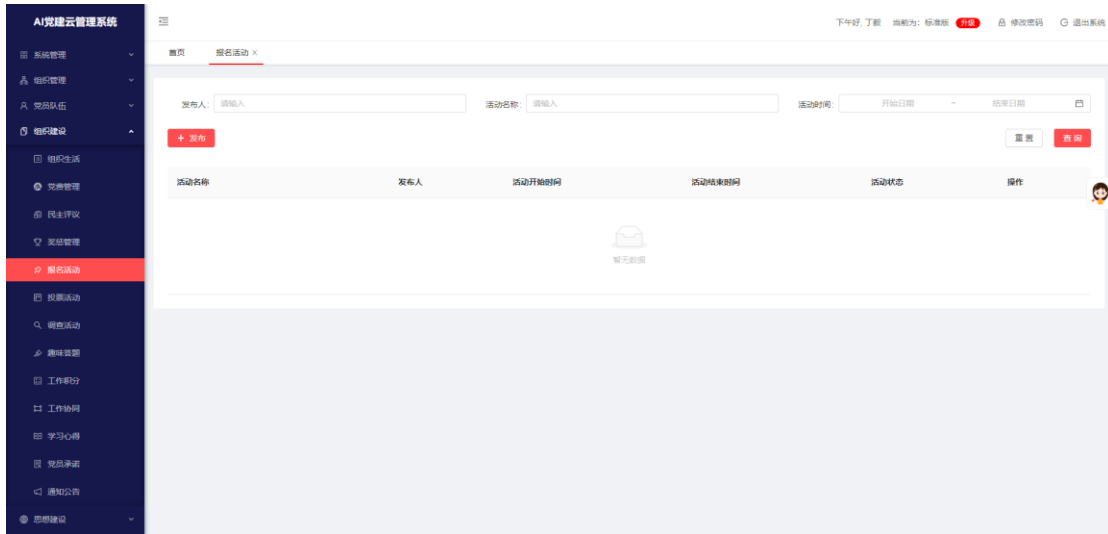 AI党建云管理系统
下午好, 丁毅 当前为：标准版 升级 修改密码 退出系统
系统管理
组织管理
党员队伍
组织建设
组织生活
党费管理
民主评议
奖惩管理
报名活动
投票活动
调查活动
趣味答题
工作积分
工作协同
学习心得
党员承诺
通知公告
思想建设
首页 报名活动 ×
发布人: 请输入 活动名称: 请输入 活动时间: 开始日期 ~ 结束日期
+ 发布 重置 查询
活动名称 发布人 活动开始时间 活动结束时间 活动状态 操作
暂无数据